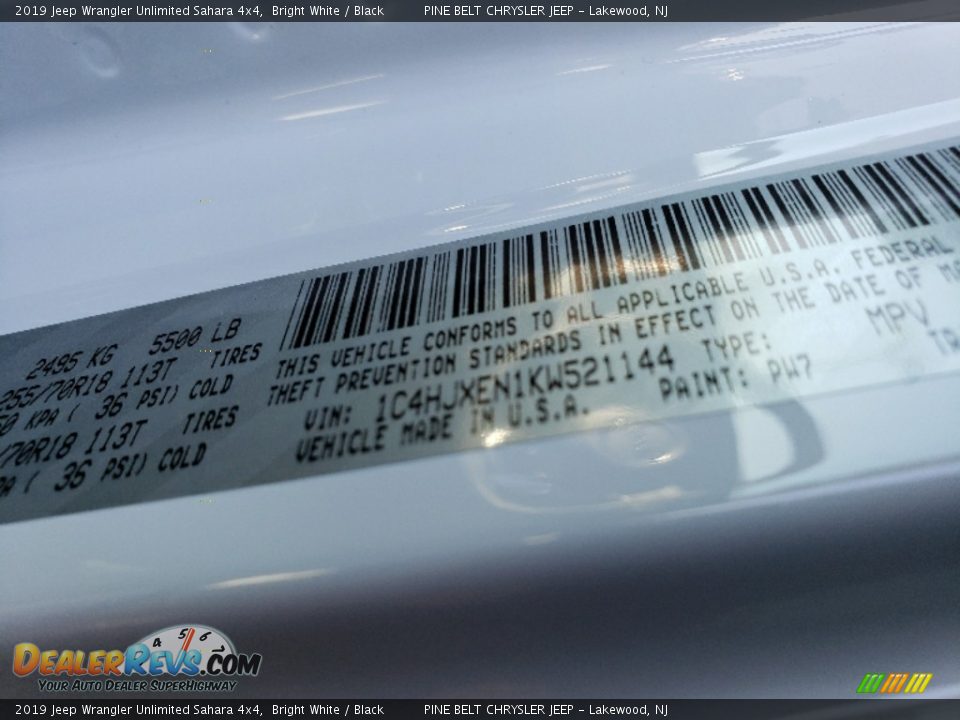 2019 Jeep Wrangler Unlimited Sahara 4x4, Bright White / Black PINE BELT CHRYSLER JEEP - Lakewood, NJ
2495 KG 5500 LB
255/70R18 113T TIRES
KPA ( 36 PSI) COLD
/70R18 113T TIRES
( 36 PSI) COLD
THIS VEHICLE CONFORMS TO ALL APPLICABLE U.S.A. FEDERAL
THEFT PREVENTION STANDARDS IN EFFECT ON THE DATE OF
VIN: 1C4HJXEN1KW521144 TYPE: MPV
VEHICLE MADE IN U.S.A. PAINT: PW7
4 5 6
DEALERREVS.COM
YOUR AUTO DEALER SUPERHIGHWAY
2019 Jeep Wrangler Unlimited Sahara 4x4, Bright White / Black PINE BELT CHRYSLER JEEP - Lakewood, NJ